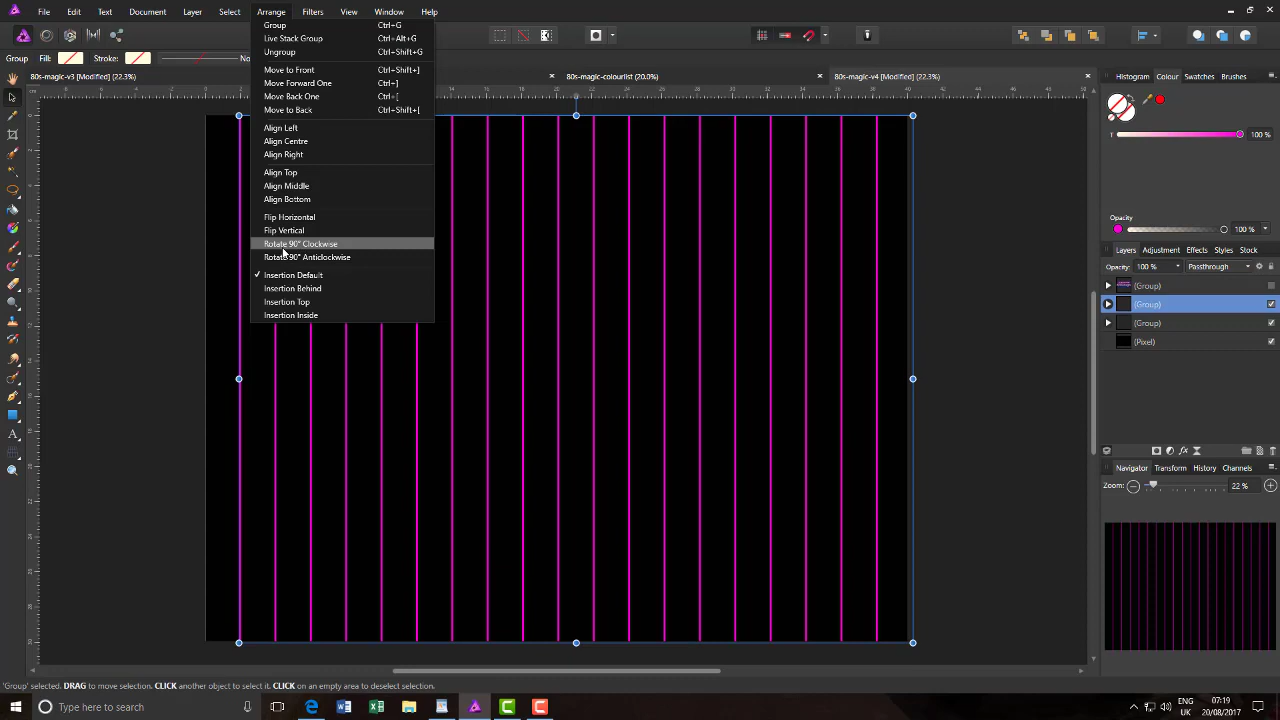 File Edit Text Document Layer Select Arrange Filters View Window Help
Group Fill: Stroke: No
80s-magic-v3 [Modified] (22.3%) 80s-magic-colourlist (20.0%) 80s-magic-v4 [Modified] (22.3%)
Group Ctrl+G
Live Stack Group Ctrl+Alt+G
Ungroup Ctrl+Shift+G
Move to Front Ctrl+Shift+]
Move Forward One Ctrl+]
Move Back One Ctrl+[
Move to Back Ctrl+Shift+[
Align Left
Align Centre
Align Right
Align Top
Align Middle
Align Bottom
Flip Horizontal
Flip Vertical
Rotate 90° Clockwise
Rotate 90° Anticlockwise
Insertion Default
Insertion Behind
Insertion Top
Insertion Inside
Histogram Colour Swatches Brushes
100 %
Opacity
100 %
Layers Adjustment Effects Styles Stock
Opacity: 100 % Passthrough
(Group)
(Group)
(Group)
(Pixel)
Navigator Transform History Channels
Zoom: 22 %
'Group' selected. DRAG to move selection. CLICK another object to select it. CLICK on an empty area to deselect selection.
Type here to search
ENG 07:19
UK 20/08/2017